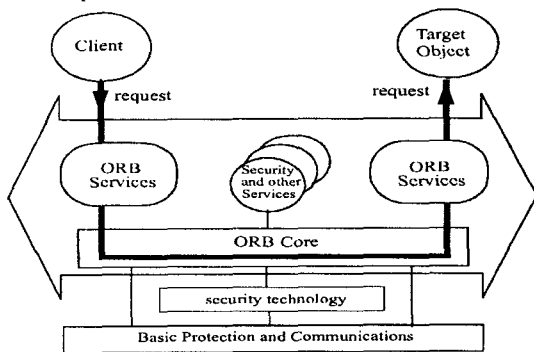 Client
Target
Object
request
request
ORB
Services
Security
and other
Services
ORB
Services
ORB Core
security technology
Basic Protection and Communications